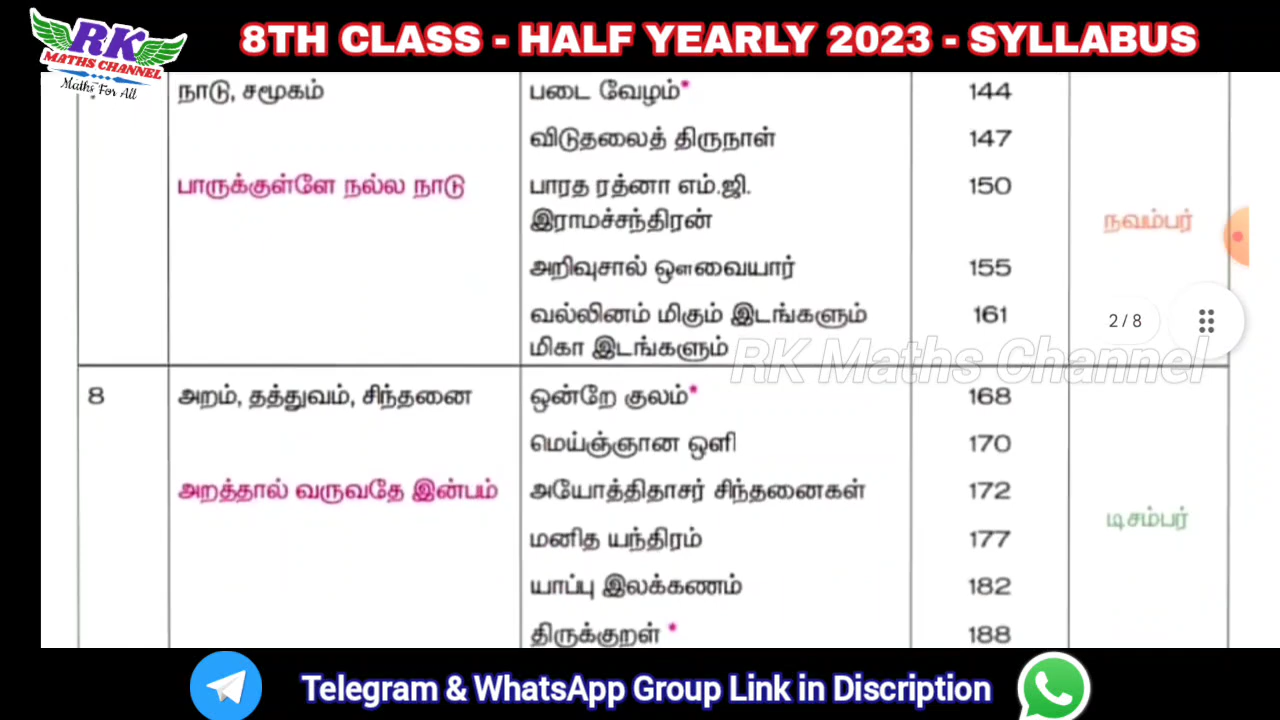 RK
MATHS CHANNEL
Maths For All
8TH CLASS - HALF YEARLY 2023 - SYLLABUS
நாடு, சமூகம் படை வேழம்* 144
விடுதலைத் திருநாள் 147
பாருக்குள்ளே நல்ல நாடு பாரத ரத்னா எம்.ஜி. 150
இராமச்சந்திரன்
நவம்பர்
அறிவுசால் ஔவையார் 155
வல்லினம் மிகும் இடங்களும் 161
2 / 8
மிகா இடங்களும்
RK Maths Channel
8 அறம், தத்துவம், சிந்தனை ஒன்றே குலம்* 168
மெய்ஞ்ஞான ஒளி 170
அறத்தால் வருவதே இன்பம் அயோத்திதாசர் சிந்தனைகள் 172
டிசம்பர்
மனித யந்திரம் 177
யாப்பு இலக்கணம் 182
திருக்குறள் * 188
Telegram & WhatsApp Group Link in Discription